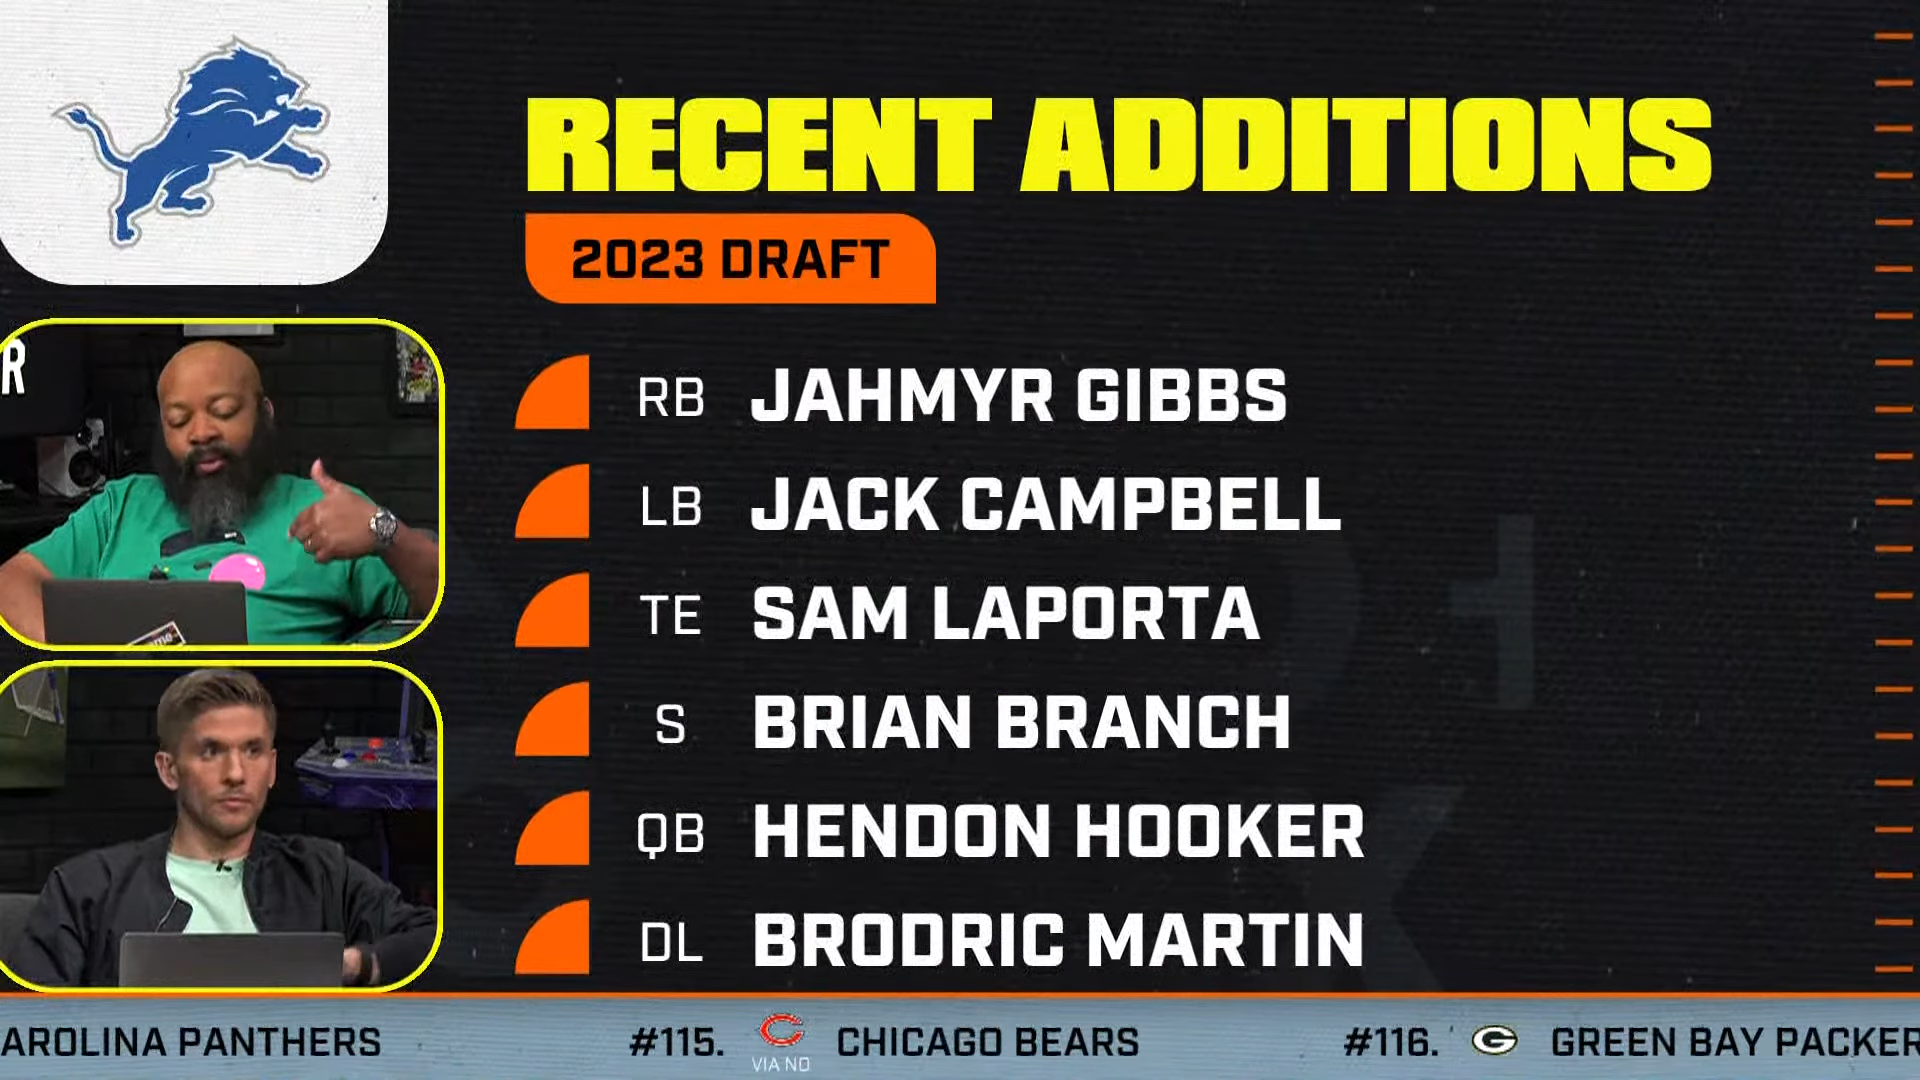 RECENT ADDITIONS
2023 DRAFT
R
RB JAHMYR GIBBS
LB JACK CAMPBELL
TE SAM LAPORTA
S BRIAN BRANCH
QB HENDON HOOKER
DL BRODRIC MARTIN
AROLINA PANTHERS #115. CHICAGO BEARS #116. GREEN BAY PACKER
VIA NO